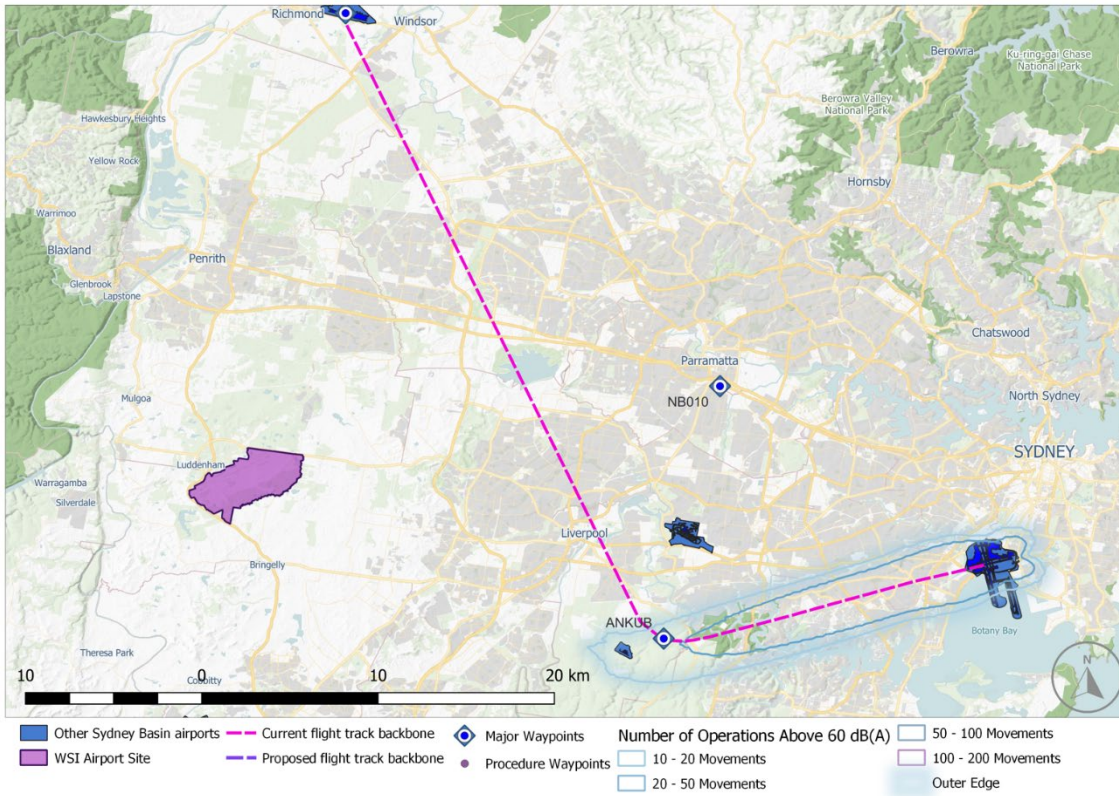 Richmond
Windsor
Berowra
Ku-ring-gai Chase
National Park
Berowra Valley
National Park
Hawkesbury Heights
Yellow Rock
Hornsby
Warrimoo
Blaxland
Penrith
Glenbrook
Lapstone
Chatswood
Parramatta
NB010
North Sydney
Mulgoa
SYDNEY
Luddenham
Warragamba
Silverdale
Liverpool
Bringelly
ANKUB
Botany Bay
Theresa Park
Cobbitty
N
10 0 10 20 km
Other Sydney Basin airports
WSI Airport Site
Current flight track backbone
Proposed flight track backbone
Major Waypoints
Procedure Waypoints
Number of Operations Above 60 dB(A)
10 - 20 Movements
20 - 50 Movements
50 - 100 Movements
100 - 200 Movements
Outer Edge